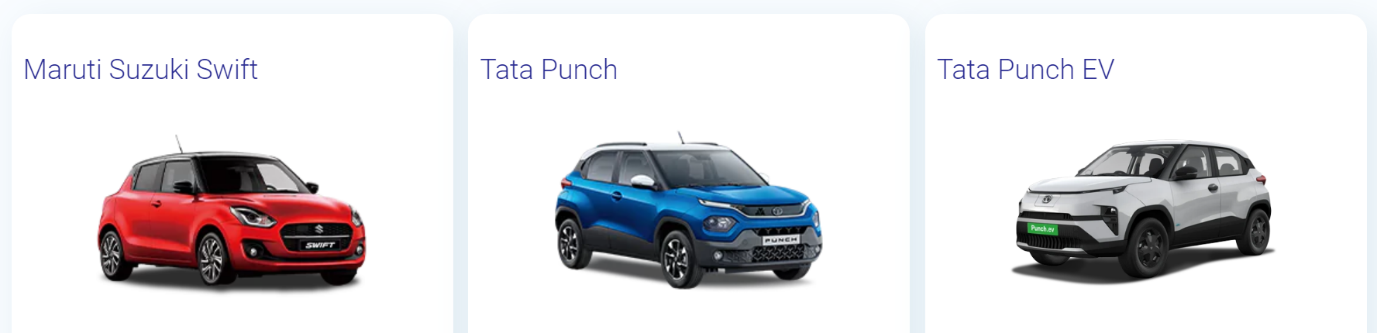 Maruti Suzuki Swift
Tata Punch
Tata Punch EV
SWIFT
PUNCH
Punch.ev